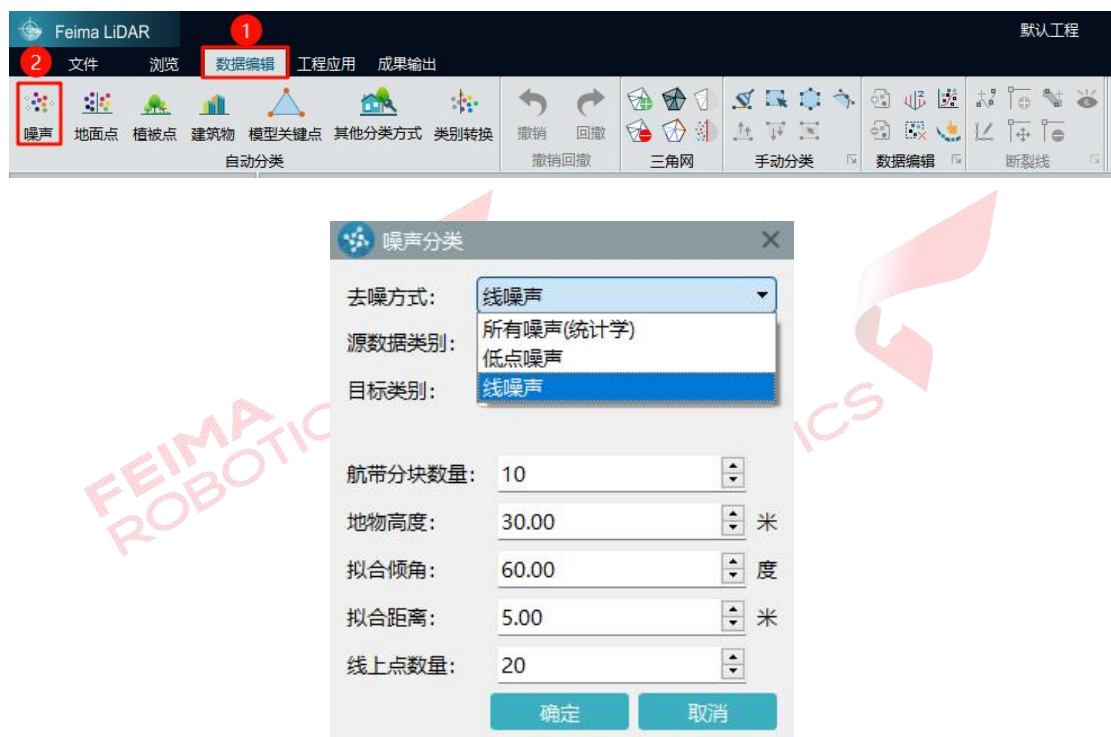 Feima LiDAR 1 默认工程
2 文件 浏览 数据编辑 工程应用 成果输出
噪声 地面点 植被点 建筑物 模型关键点 其他分类方式 类别转换 撤销 回撤
自动分类 撤销回撤 三角网 手动分类 数据编辑 断裂线
噪声分类
去噪方式: 线噪声
所有噪声(统计学)
源数据类别:
低点噪声
目标类别: 线噪声
航带分块数量: 10
地物高度: 30.00 米
拟合倾角: 60.00 度
拟合距离: 5.00 米
线上点数量: 20
确定 取消
FEIMA
ROBOTICS